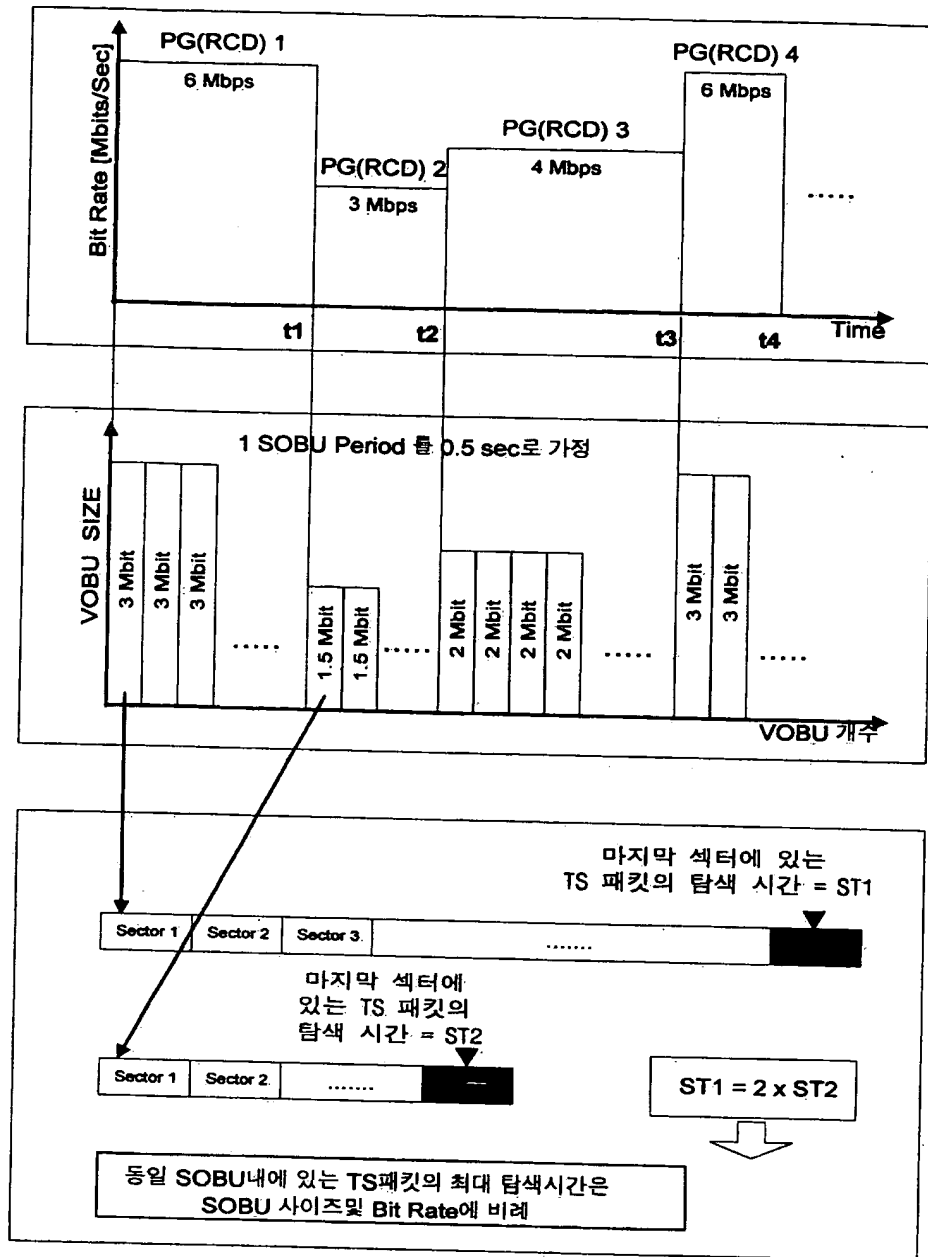 PG(RCD) 1
6 Mbps
PG(RCD) 2
3 Mbps
PG(RCD) 3
4 Mbps
PG(RCD) 4
6 Mbps
.....
Bit Rate [Mbits/Sec]
t1
t2
t3
t4
Time
1 SOBU Period 를 0.5 sec로 가정
VOBU SIZE
3 Mbit
3 Mbit
3 Mbit
.....
1.5 Mbit
1.5 Mbit
.....
2 Mbit
2 Mbit
2 Mbit
2 Mbit
.....
3 Mbit
3 Mbit
.....
VOBU 개수
마지막 섹터에 있는
TS 패킷의 탐색 시간 = ST1
Sector 1
Sector 2
Sector 3
.......
마지막 섹터에
있는 TS 패킷의
탐색 시간 = ST2
Sector 1
Sector 2
.......
ST1 = 2 x ST2
동일 SOBU내에 있는 TS패킷의 최대 탐색시간은
SOBU 사이즈및 Bit Rate에 비례